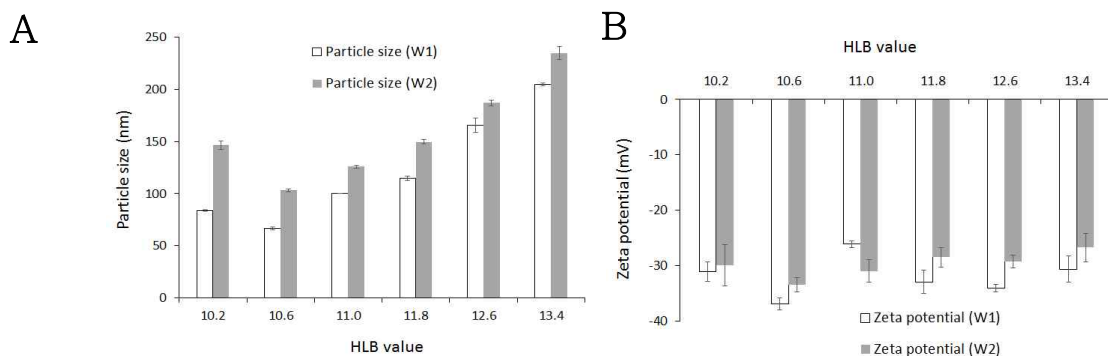 A
250
200
150
100
50
0
Particle size (nm)
Particle size (W1)
Particle size (W2)
10.2 10.6 11.0 11.8 12.6 13.4
HLB value
B
HLB value
10.2 10.6 11.0 11.8 12.6 13.4
0
-10
-20
-30
-40
Zeta potential (mV)
Zeta potential (W1)
Zeta potential (W2)